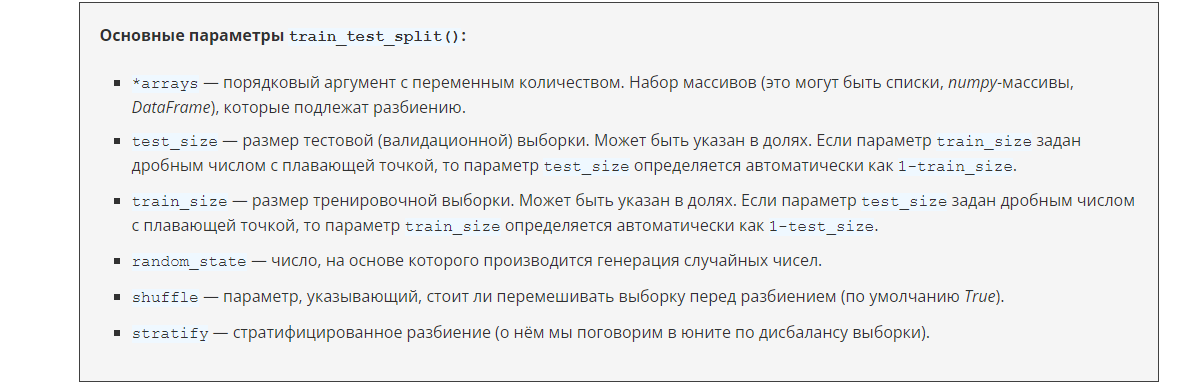 Основные параметры train_test_split():
*arrays — порядковый аргумент с переменным количеством. Набор массивов (это могут быть списки, numpy-массивы,
DataFrame), которые подлежат разбиению.
test_size — размер тестовой (валидационной) выборки. Может быть указан в долях. Если параметр train_size задан
дробным числом с плавающей точкой, то параметр test_size определяется автоматически как 1-train_size.
train_size — размер тренировочной выборки. Может быть указан в долях. Если параметр test_size задан дробным числом
с плавающей точкой, то параметр train_size определяется автоматически как 1-test_size.
random_state — число, на основе которого производится генерация случайных чисел.
shuffle — параметр, указывающий, стоит ли перемешивать выборку перед разбиением (по умолчанию True).
stratify — стратифицированное разбиение (о нём мы поговорим в юните по дисбалансу выборки).